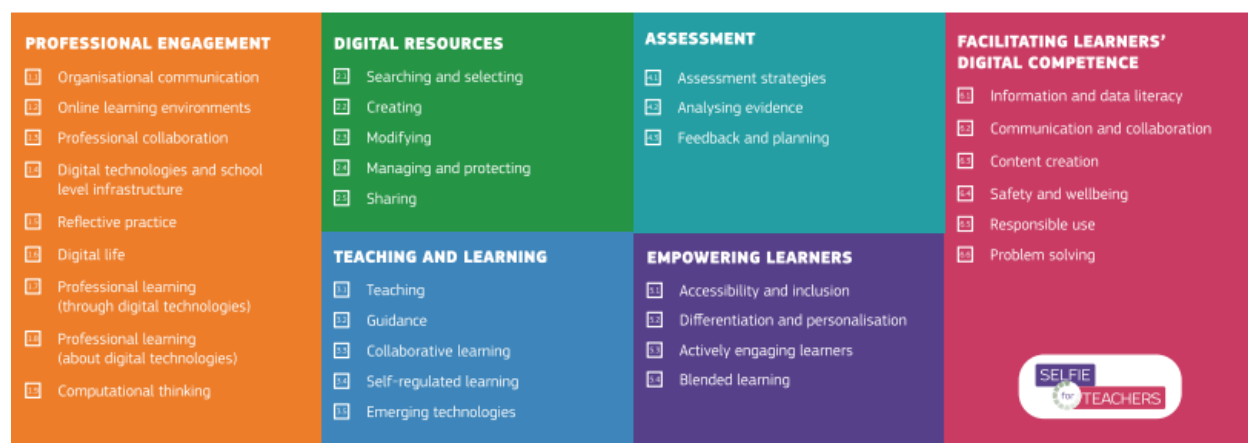 PROFESSIONAL ENGAGEMENT
1.1 Organisational communication
1.2 Online learning environments
1.3 Professional collaboration
1.4 Digital technologies and school
level infrastructure
1.5 Reflective practice
1.6 Digital life
1.7 Professional learning
(through digital technologies)
1.8 Professional learning
(about digital technologies)
1.9 Computational thinking
DIGITAL RESOURCES
2.1 Searching and selecting
2.2 Creating
2.3 Modifying
2.4 Managing and protecting
2.5 Sharing
TEACHING AND LEARNING
3.1 Teaching
3.2 Guidance
3.3 Collaborative learning
3.4 Self-regulated learning
3.5 Emerging technologies
ASSESSMENT
4.1 Assessment strategies
4.2 Analysing evidence
4.3 Feedback and planning
EMPOWERING LEARNERS
5.1 Accessibility and inclusion
5.2 Differentiation and personalisation
5.3 Actively engaging learners
5.4 Blended learning
FACILITATING LEARNERS'
DIGITAL COMPETENCE
6.1 Information and data literacy
6.2 Communication and collaboration
6.3 Content creation
6.4 Safety and wellbeing
6.5 Responsible use
6.6 Problem solving
SELFIE
for
TEACHERS